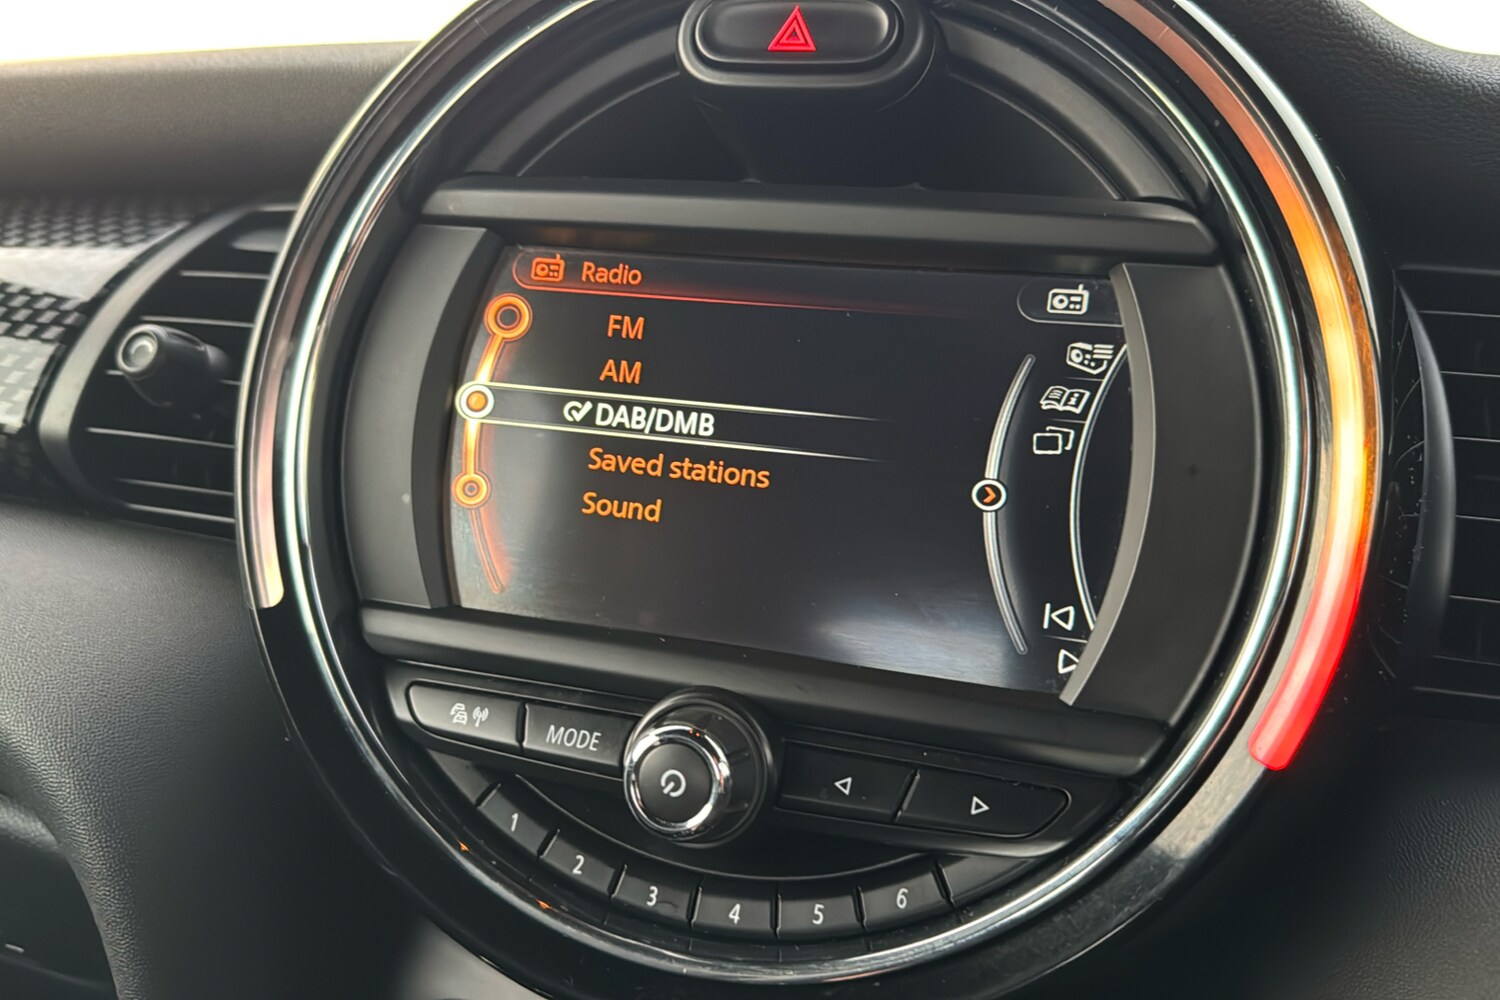 Radio
FM
AM
DAB/DMB
Saved stations
Sound
MODE
1
2
3
4
5
6